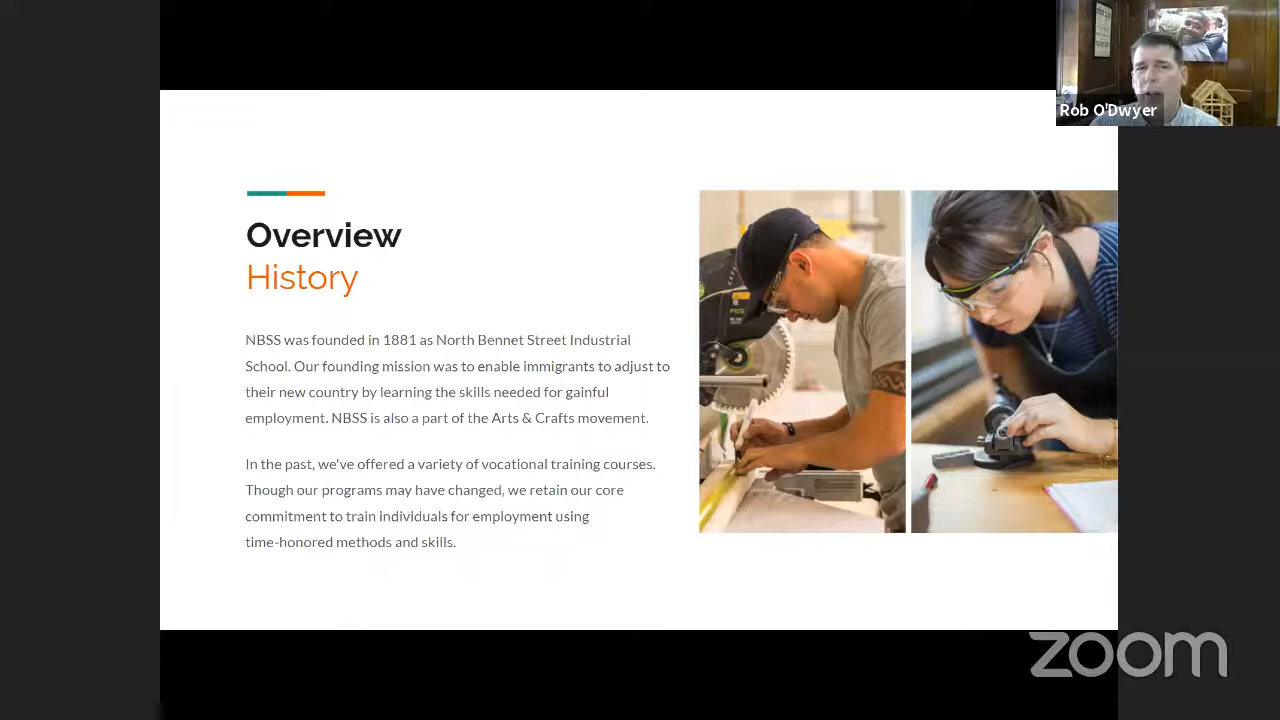 Rob O'Dwyer
Overview
History
NBSS was founded in 1881 as North Bennet Street Industrial
School. Our founding mission was to enable immigrants to adjust to
their new country by learning the skills needed for gainful
employment. NBSS is also a part of the Arts & Crafts movement.
In the past, we've offered a variety of vocational training courses.
Though our programs may have changed, we retain our core
commitment to train individuals for employment using
time-honored methods and skills.
zoom